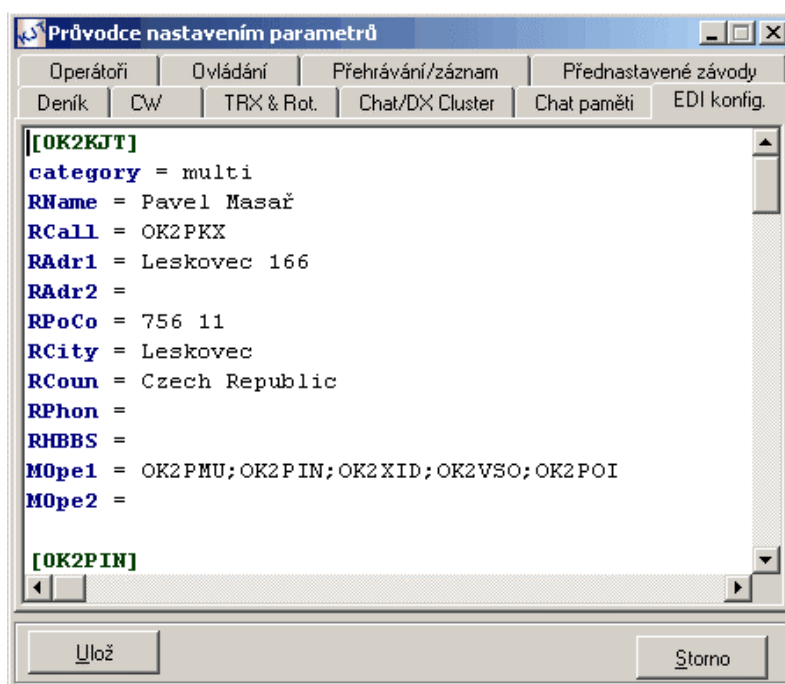 KJT Průvodce nastavením parametrů
Operátoři Ovládání Přehrávání/záznam Přednastavené závody
Deník CW TRX & Rot. Chat/DX Cluster Chat paměti EDI konfig.
[OK2KJT]
category = multi
RName = Pavel Masař
RCall = OK2PKX
RAdr1 = Leskovec 166
RAdr2 =
RPoCo = 756 11
RCity = Leskovec
RCoun = Czech Republic
RPhon =
RHBBS =
MOpe1 = OK2PMU;OK2PIN;OK2XID;OK2VSO;OK2POI
MOpe2 =
[OK2PIN]
Ulož Storno